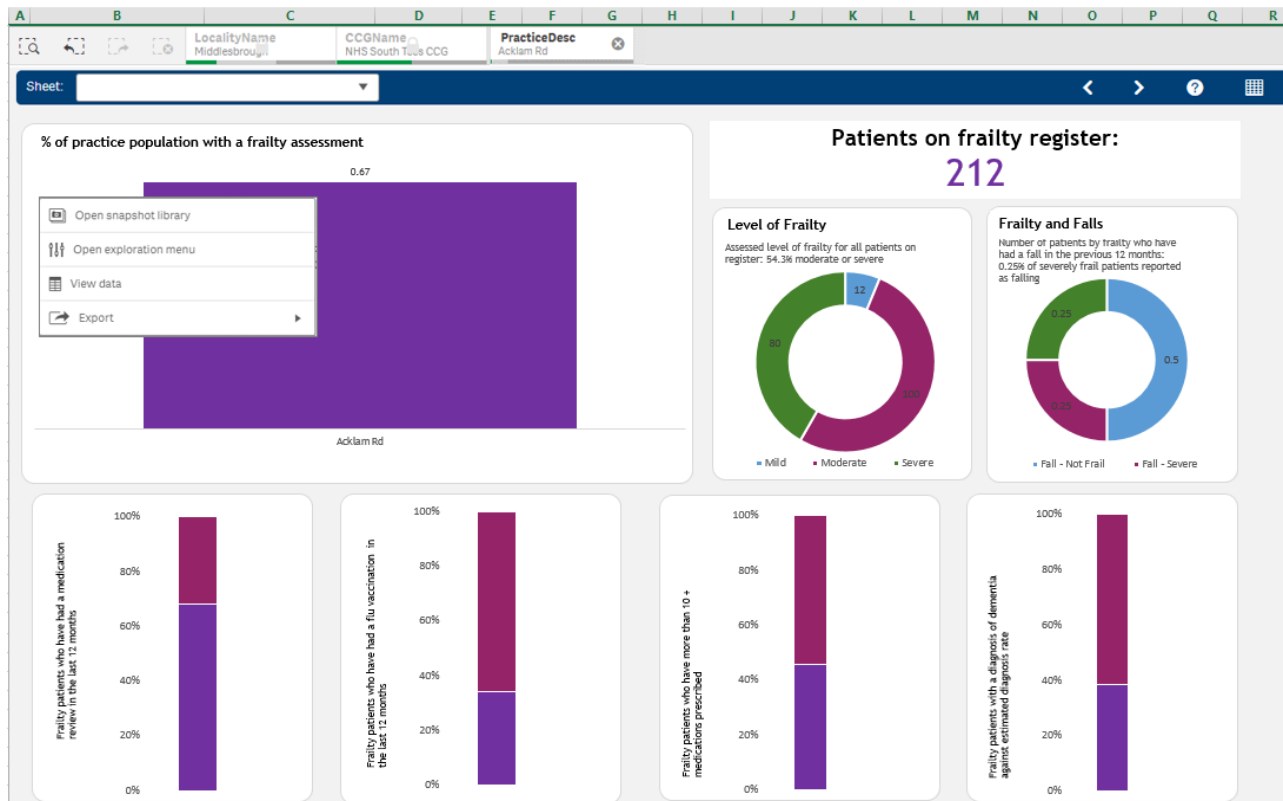 A B C D E F G H I J K L M N O P Q R
LocalityName
Middlesbrough
CCGName
NHS South Tees CCG
PracticeDesc
Acklam Rd
Sheet:
% of practice population with a frailty assessment
0.67
Open snapshot library
Open exploration menu
View data
Export
Acklam Rd
Patients on frailty register:
212
Level of Frailty
Assessed level of frailty for all patients on
register: 54.3% moderate or severe
12
80
100
Mild Moderate Severe
Frailty and Falls
Number of patients by frailty who have
had a fall in the previous 12 months:
0.25% of severely frail patients reported
as falling
0.25
0.5
0.25
Fall - Not Frail Fall - Severe
Frailty patients who have had a medication
review in the last 12 months
100%
80%
60%
40%
20%
0%
Frailty patients who have had a flu vaccination in
the last 12 months
100%
80%
60%
40%
20%
0%
Frailty patients who have more than 10 +
medications prescribed
100%
80%
60%
40%
20%
0%
Frailty patients with a diagnosis of dementia
against estimated diagnosis rate
100%
80%
60%
40%
20%
0%